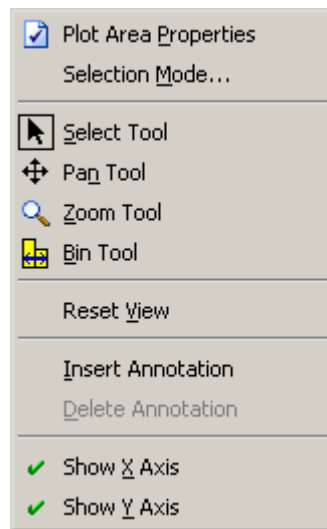 Plot Area Properties
Selection Mode...
Select Tool
Pan Tool
Zoom Tool
Bin Tool
Reset View
Insert Annotation
Delete Annotation
Show X Axis
Show Y Axis